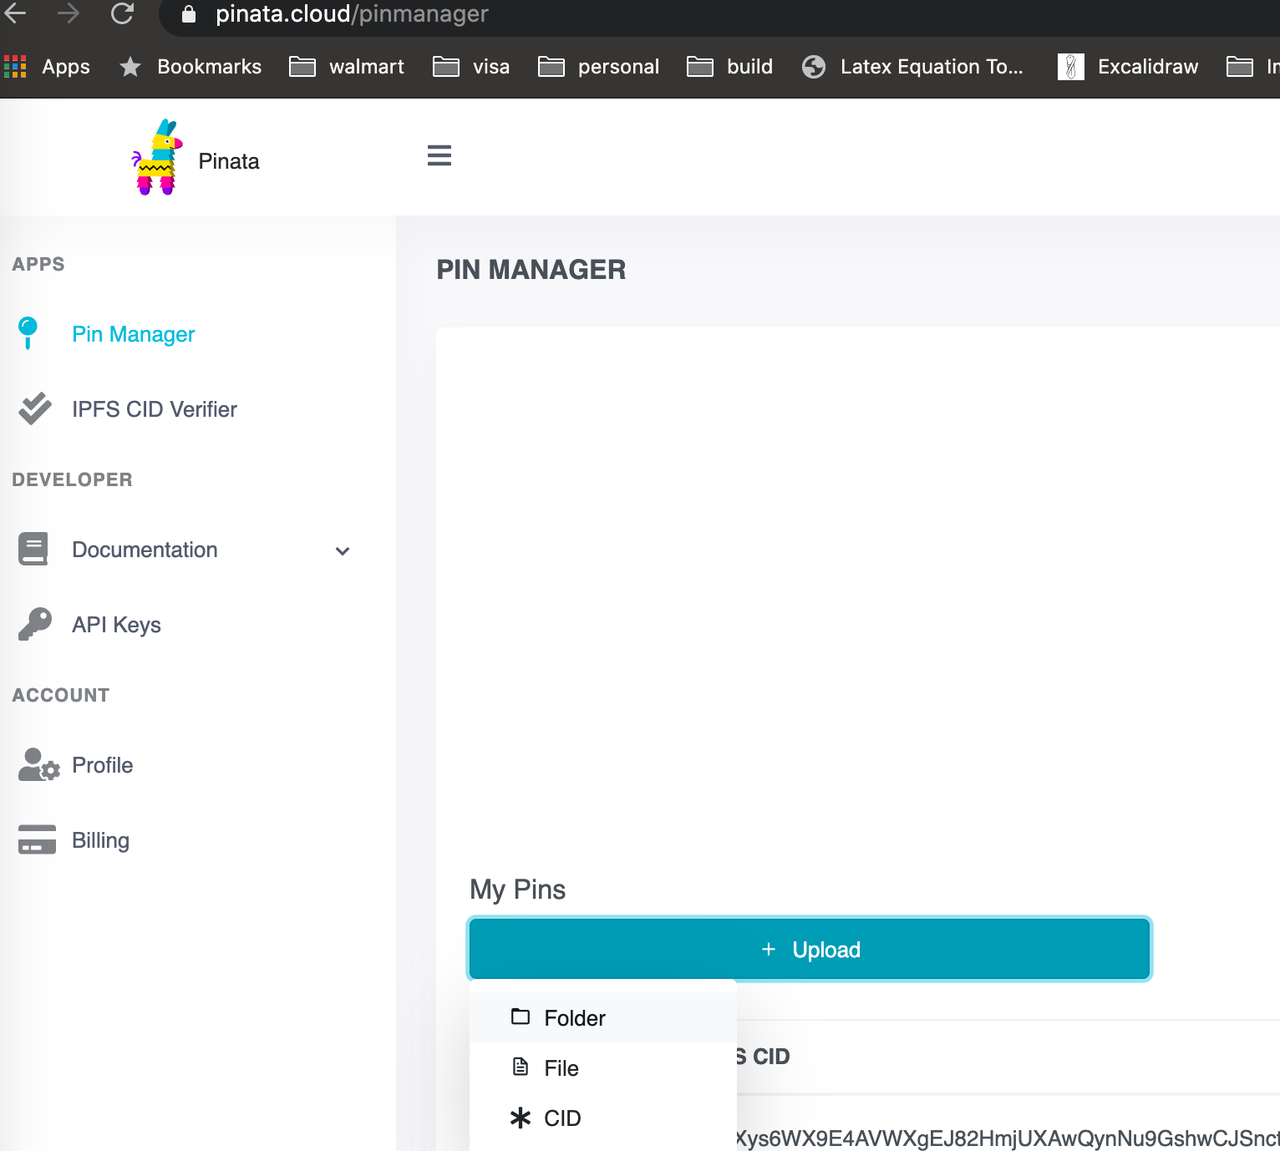 pinata.cloud/pinmanager
Apps Bookmarks walmart visa personal build Latex Equation To... Excalidraw
Pinata
APPS
PIN MANAGER
Pin Manager
IPFS CID Verifier
DEVELOPER
Documentation
API Keys
ACCOUNT
Profile
Billing
My Pins
+ Upload
Folder
S CID
File
CID
Xys6WX9E4AVWXgEJ82HmjUXAwQynNu9GshwCJSnct